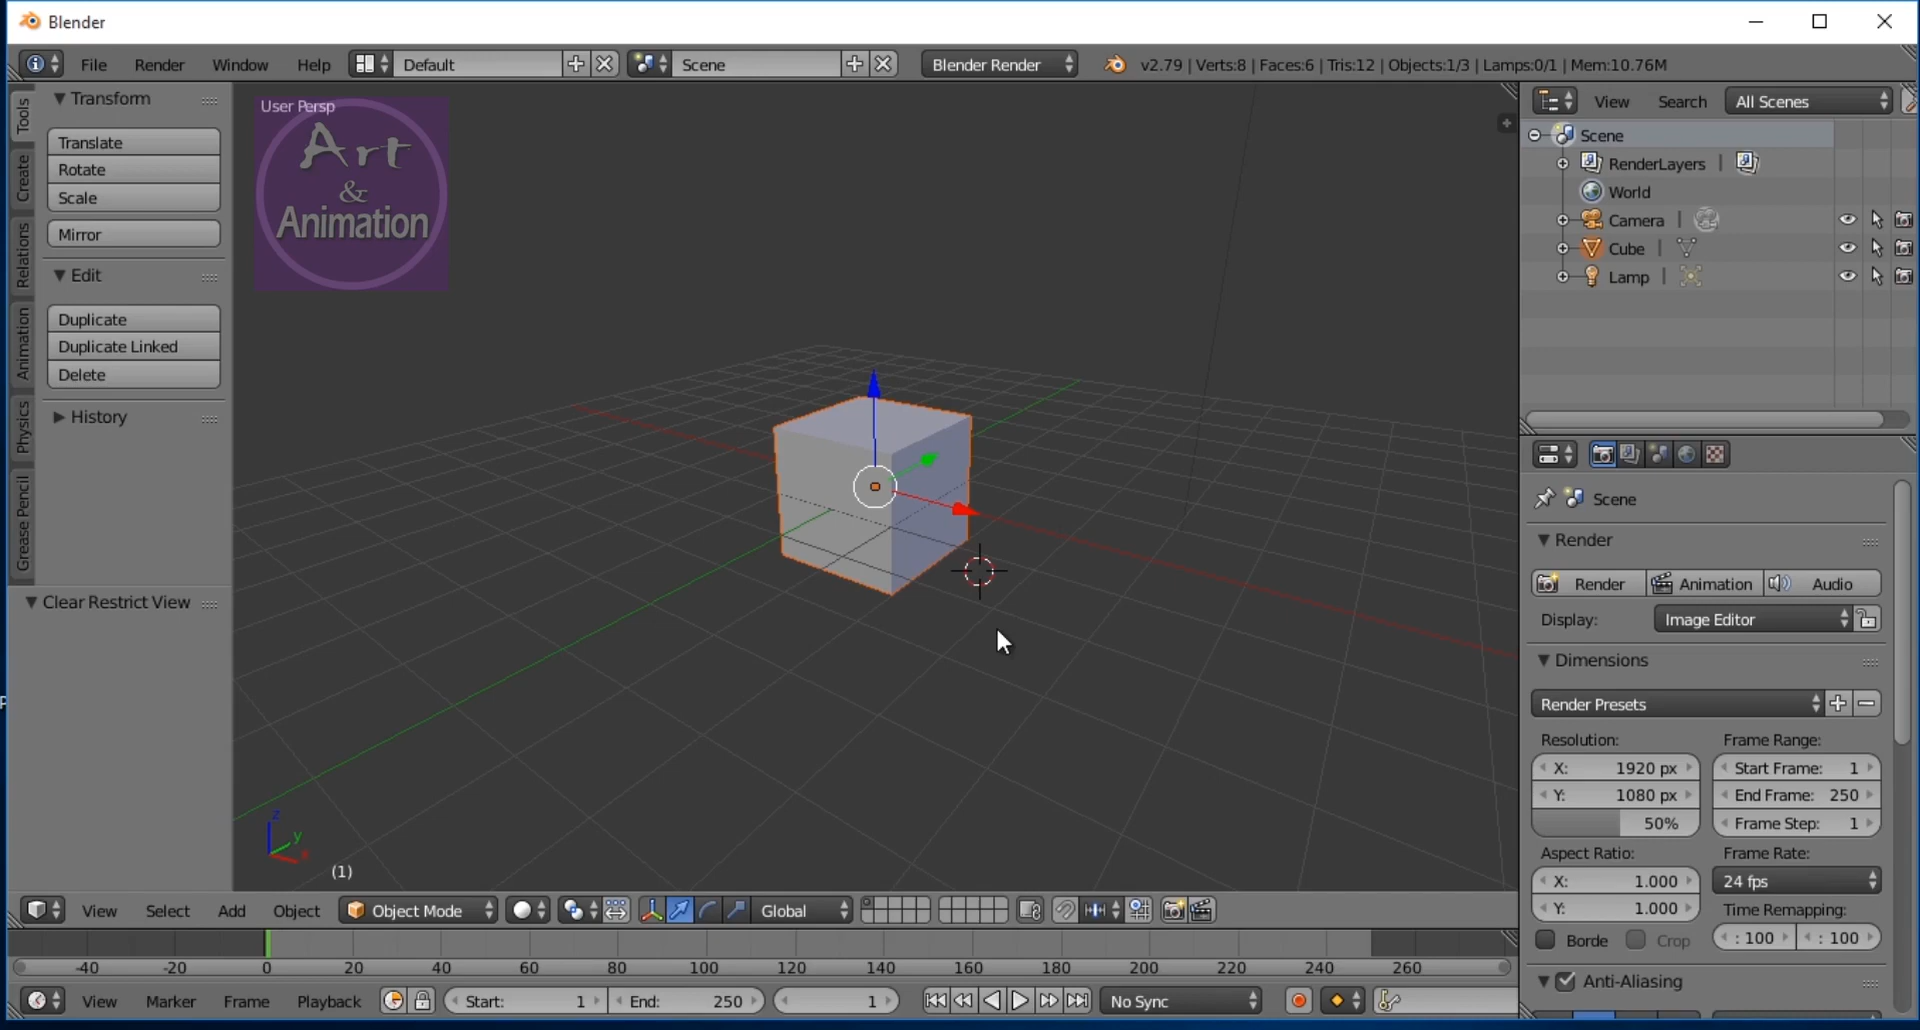 Blender
File Render Window Help Default Scene Blender Render v2.79 | Verts:8 | Faces:6 | Tris:12 | Objects:1/3 | Lamps:0/1 | Mem:10.76M
Tools
Create
Relations
Animation
Physics
Grease Pencil
Transform
Translate
Rotate
Scale
Mirror
Edit
Duplicate
Duplicate Linked
Delete
History
Clear Restrict View
User Persp
Art
&
Animation
z
y
x
(1)
View Search All Scenes
Scene
RenderLayers
World
Camera
Cube
Lamp
Scene
Render
Render Animation Audio
Display: Image Editor
Dimensions
Render Presets
Resolution: Frame Range:
X: 1920 px Start Frame: 1
Y: 1080 px End Frame: 250
50% Frame Step: 1
Aspect Ratio: Frame Rate:
X: 1.000 24 fps
Y: 1.000 Time Remapping:
Borde Crop : 100 : 100
Anti-Aliasing
View Select Add Object Object Mode Global
-40 -20 0 20 40 60 80 100 120 140 160 180 200 220 240 260
View Marker Frame Playback Start: 1 End: 250 1 No Sync